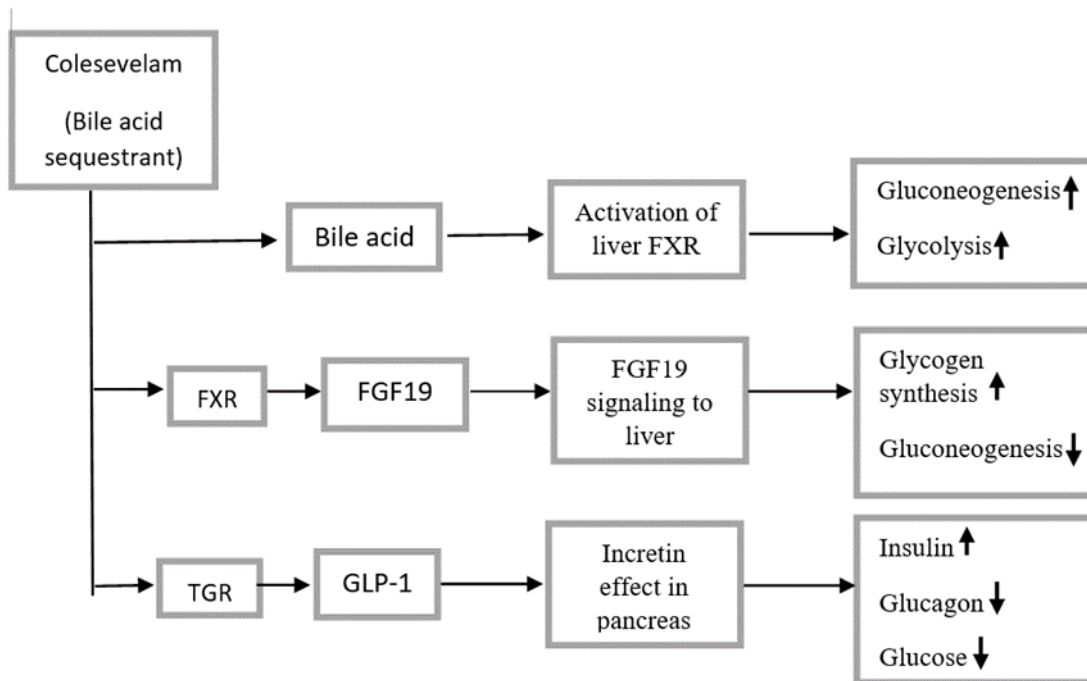 Colesevelam
(Bile acid
sequestrant)
Bile acid
Activation of
liver FXR
Gluconeogenesis
Glycolysis
FXR
FGF19
FGF19
signaling to
liver
Glycogen
synthesis
Gluconeogenesis
TGR
GLP-1
Incretin
effect in
pancreas
Insulin
Glucagon
Glucose